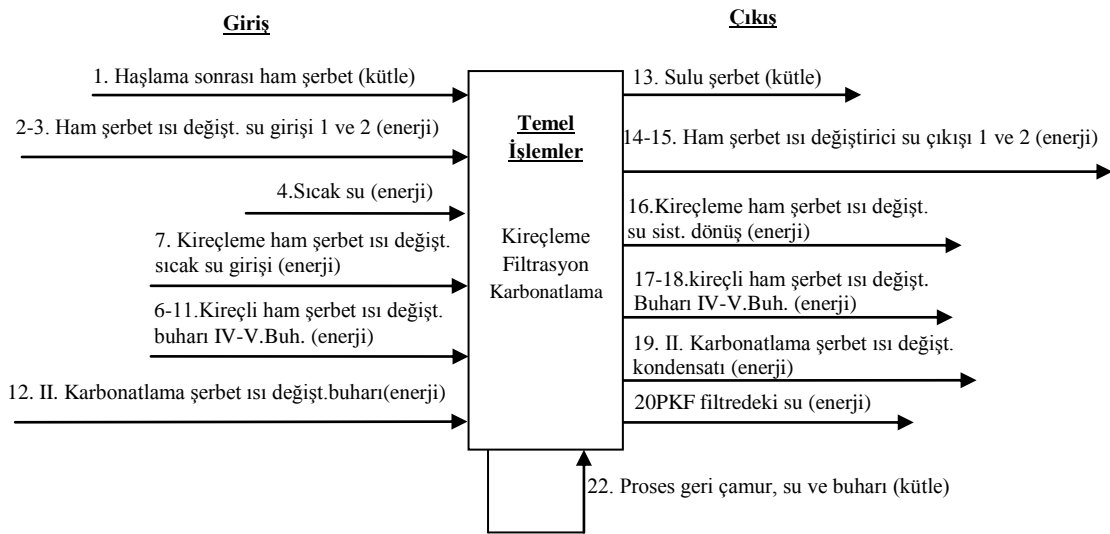 Giriş
Çıkış
1. Haşlama sonrası ham şerbet (kütle)
2-3. Ham şerbet ısı değişt. su girişi 1 ve 2 (enerji)
4.Sıcak su (enerji)
7. Kireçleme ham şerbet ısı değişt.
sıcak su girişi (enerji)
6-11.Kireçli ham şerbet ısı değişt.
buharı IV-V.Buh. (enerji)
12. II. Karbonatlama şerbet ısı değişt.buharı(enerji)
Temel
İşlemler
Kireçleme
Filtrasyon
Karbonatlama
13. Sulu şerbet (kütle)
14-15. Ham şerbet ısı değiştirici su çıkışı 1 ve 2 (enerji)
16.Kireçleme ham şerbet ısı değişt.
su sist. dönüş (enerji)
17-18.kireçli ham şerbet ısı değişt.
Buharı IV-V.Buh. (enerji)
19. II. Karbonatlama şerbet ısı değişt.
kondensatı (enerji)
20PKF filtredeki su (enerji)
22. Proses geri çamur, su ve buharı (kütle)